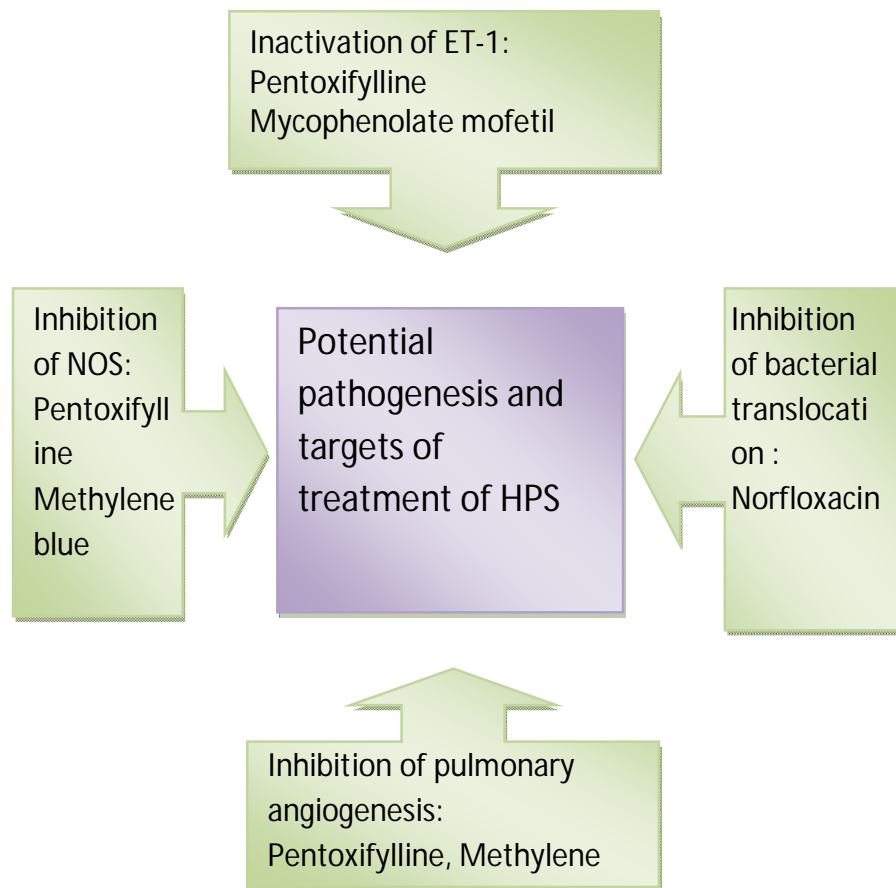 Inactivation of ET-1:
Pentoxifylline
Mycophenolate mofetil
Inhibition
of NOS:
Pentoxifyll
ine
Methylene
blue
Potential
pathogenesis and
targets of
treatment of HPS
Inhibition
of bacterial
translocati
on :
Norfloxacin
Inhibition of pulmonary
angiogenesis:
Pentoxifylline, Methylene